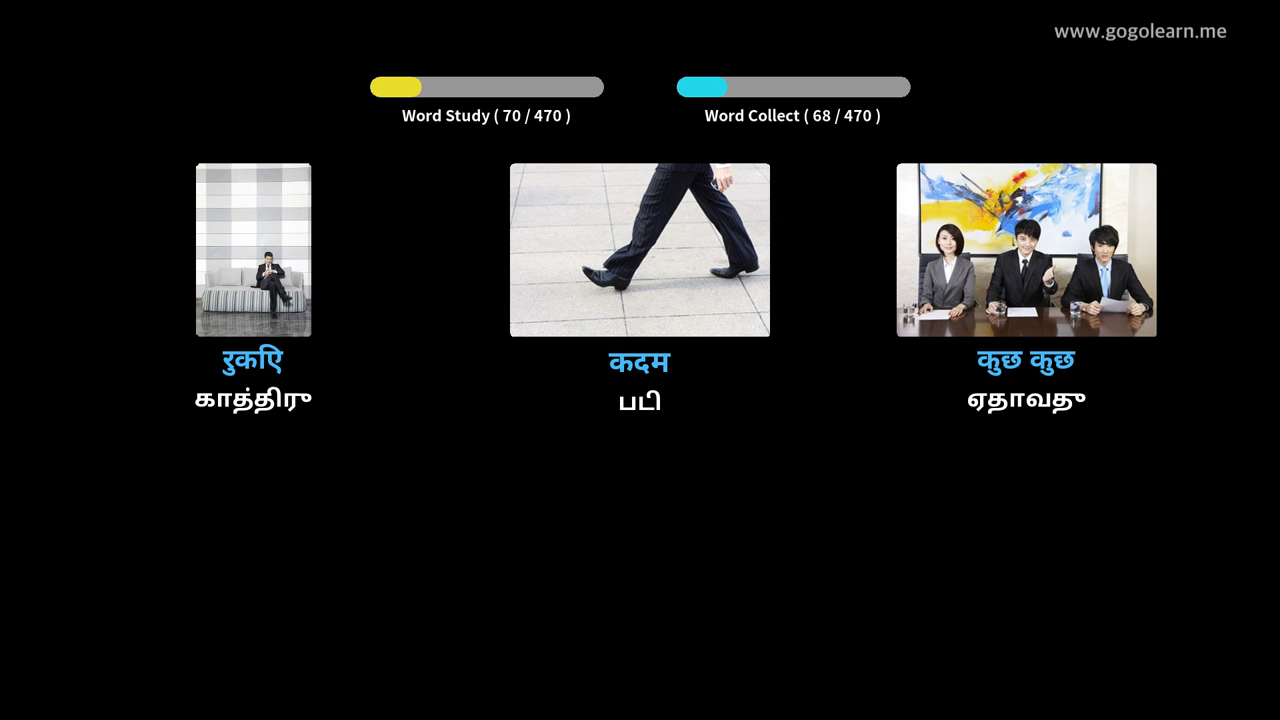 www.gogolearn.me
Word Study ( 70 / 470 )
Word Collect ( 68 / 470 )
रुकिए
कदम
कुछ कुछ
காத்திரு
படி
ஏதாவது